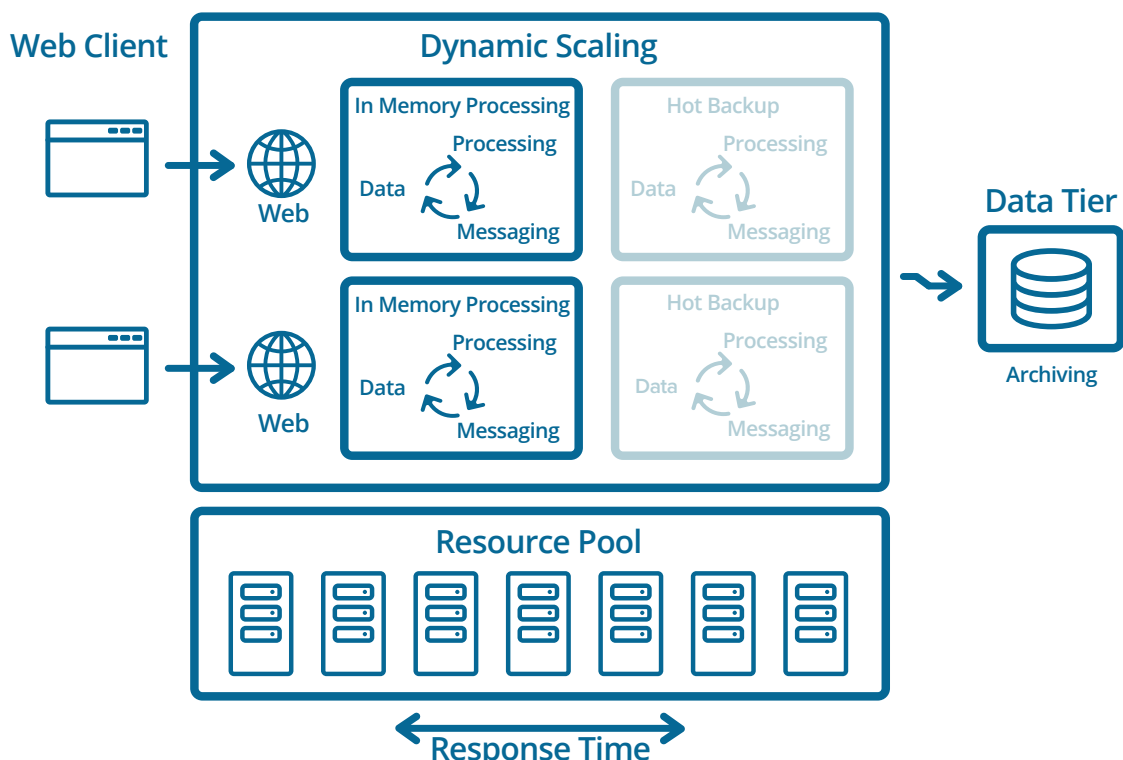 Web Client
Dynamic Scaling
In Memory Processing
Processing
Data
Messaging
Hot Backup
Processing
Data
Messaging
Web
In Memory Processing
Processing
Data
Messaging
Hot Backup
Processing
Data
Messaging
Web
Data Tier
Archiving
Resource Pool
Response Time